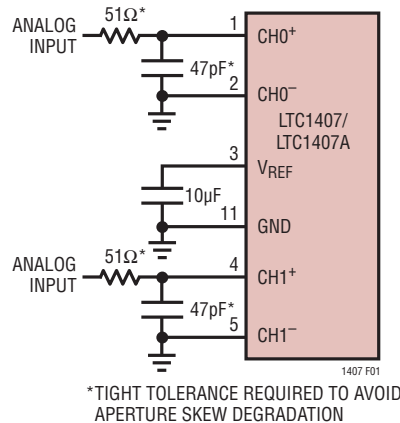 51Ω*
ANALOG
INPUT
1
CH0+
47pF*
2
CH0–
LTC1407/
LTC1407A
3
VREF
10µF
11
GND
51Ω*
ANALOG
INPUT
4
CH1+
47pF*
5
CH1–
1407 F01
*TIGHT TOLERANCE REQUIRED TO AVOID
APERTURE SKEW DEGRADATION